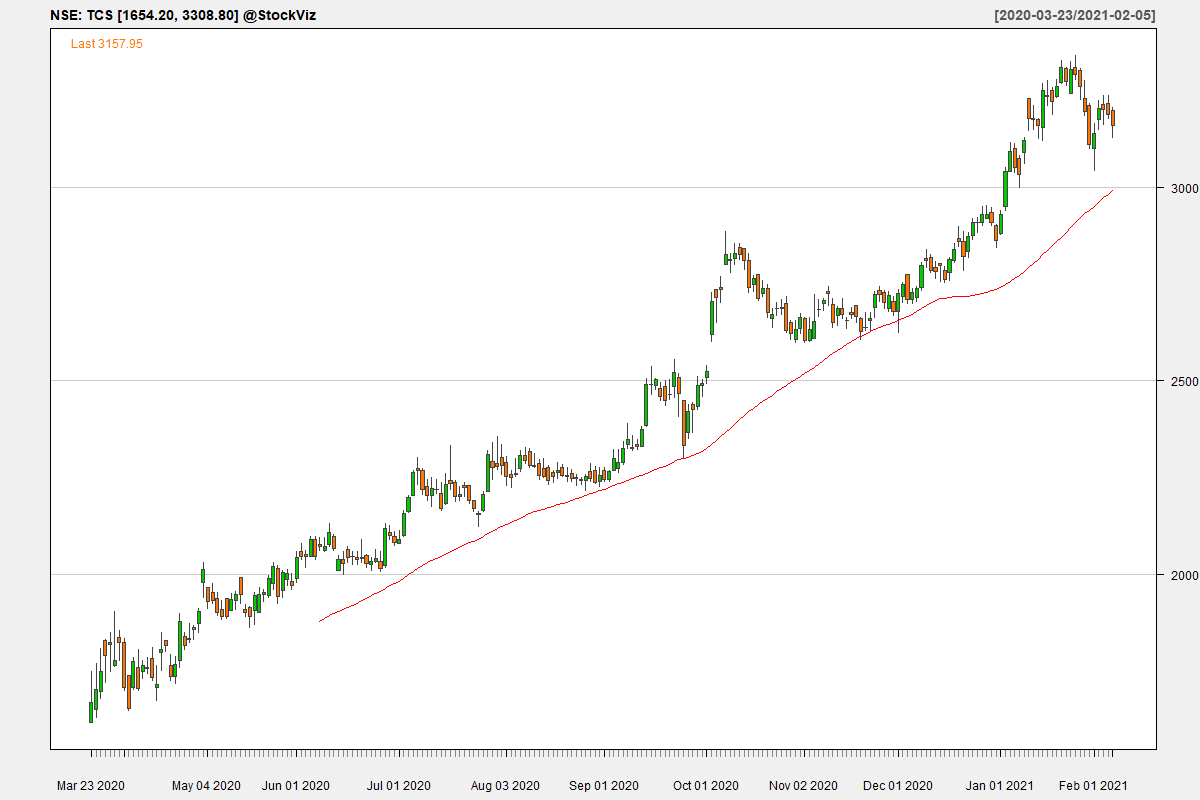 NSE: TCS [1654.20, 3308.80] @StockViz
[2020-03-23/2021-02-05]
Last 3157.95
3000
2500
2000
Mar 23 2020
May 04 2020
Jun 01 2020
Jul 01 2020
Aug 03 2020
Sep 01 2020
Oct 01 2020
Nov 02 2020
Dec 01 2020
Jan 01 2021
Feb 01 2021